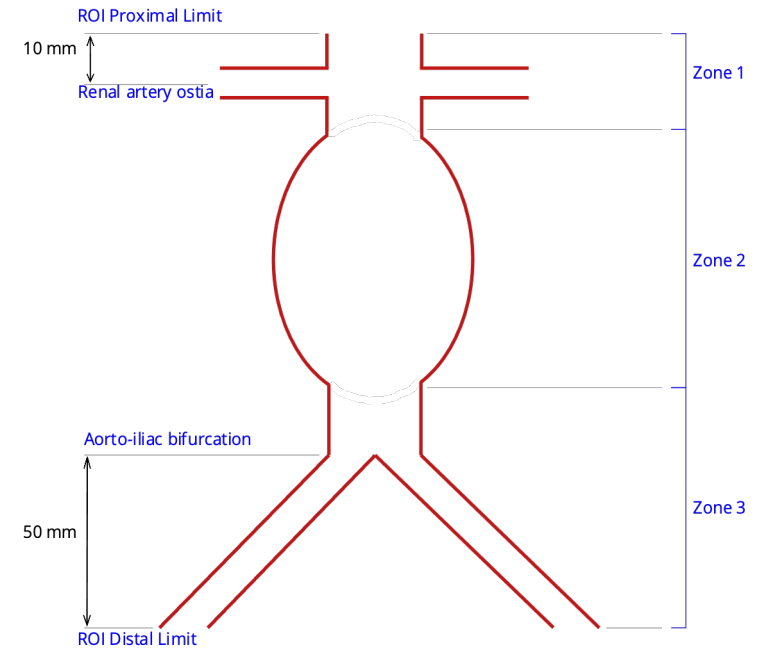 ROI Proximal Limit
10 mm
Zone 1
Renal artery ostia
Zone 2
Aorto-iliac bifurcation
Zone 3
50 mm
ROI Distal Limit